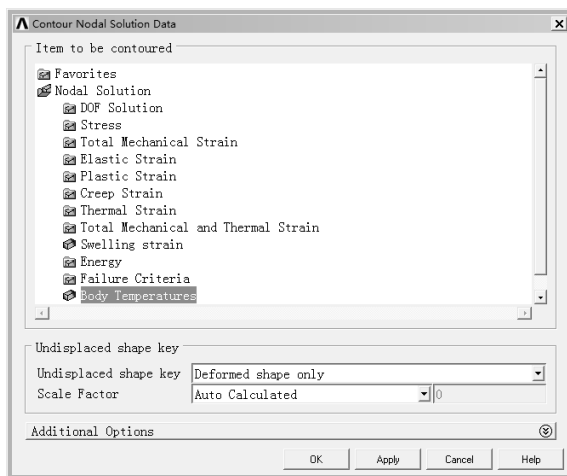 Contour Nodal Solution Data
Item to be contoured
Favorites
Nodal Solution
DOF Solution
Stress
Total Mechanical Strain
Elastic Strain
Plastic Strain
Creep Strain
Thermal Strain
Total Mechanical and Thermal Strain
Swelling strain
Energy
Failure Criteria
Body Temperatures
Undisplaced shape key
Undisplaced shape key Deformed shape only
Scale Factor Auto Calculated 0
Additional Options
OK Apply Cancel Help